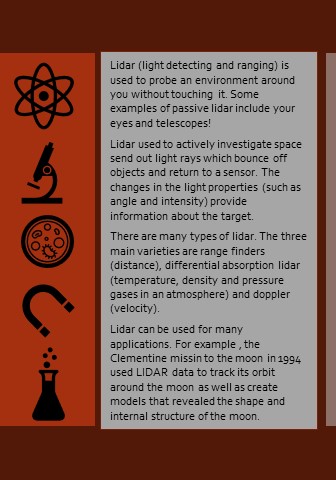 Lidar (light detecting and ranging) is
used to probe an environment around
you without touching it. Some
examples of passive lidar include your
eyes and telescopes!
Lidar used to actively investigate space
send out light rays which bounce off
objects and return to a sensor. The
changes in the light properties (such as
angle and intensity) provide
information about the target.
There are many types of lidar. The three
main varieties are range finders
(distance), differential absorption lidar
(temperature, density and pressure
gases in an atmosphere) and doppler
(velocity).
Lidar can be used for many
applications. For example , the
Clementine missin to the moon in 1994
used LIDAR data to track its orbit
around the moon as well as create
models that revealed the shape and
internal structure of the moon.